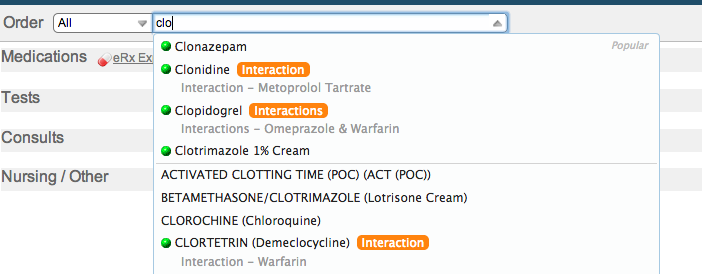 Order All clo
Clonazepam Popular
Medications eRx Ex
Clonidine Interaction
Interaction - Metoprolol Tartrate
Tests
Clopidogrel Interactions
Interactions - Omeprazole & Warfarin
Consults
Clotrimazole 1% Cream
Nursing / Other
ACTIVATED CLOTTING TIME (POC) (ACT (POC))
BETAMETHASONE/CLOTRIMAZOLE (Lotrisone Cream)
CLOROCHINE (Chloroquine)
CLORTETRIN (Demeclocycline) Interaction
Interaction - Warfarin